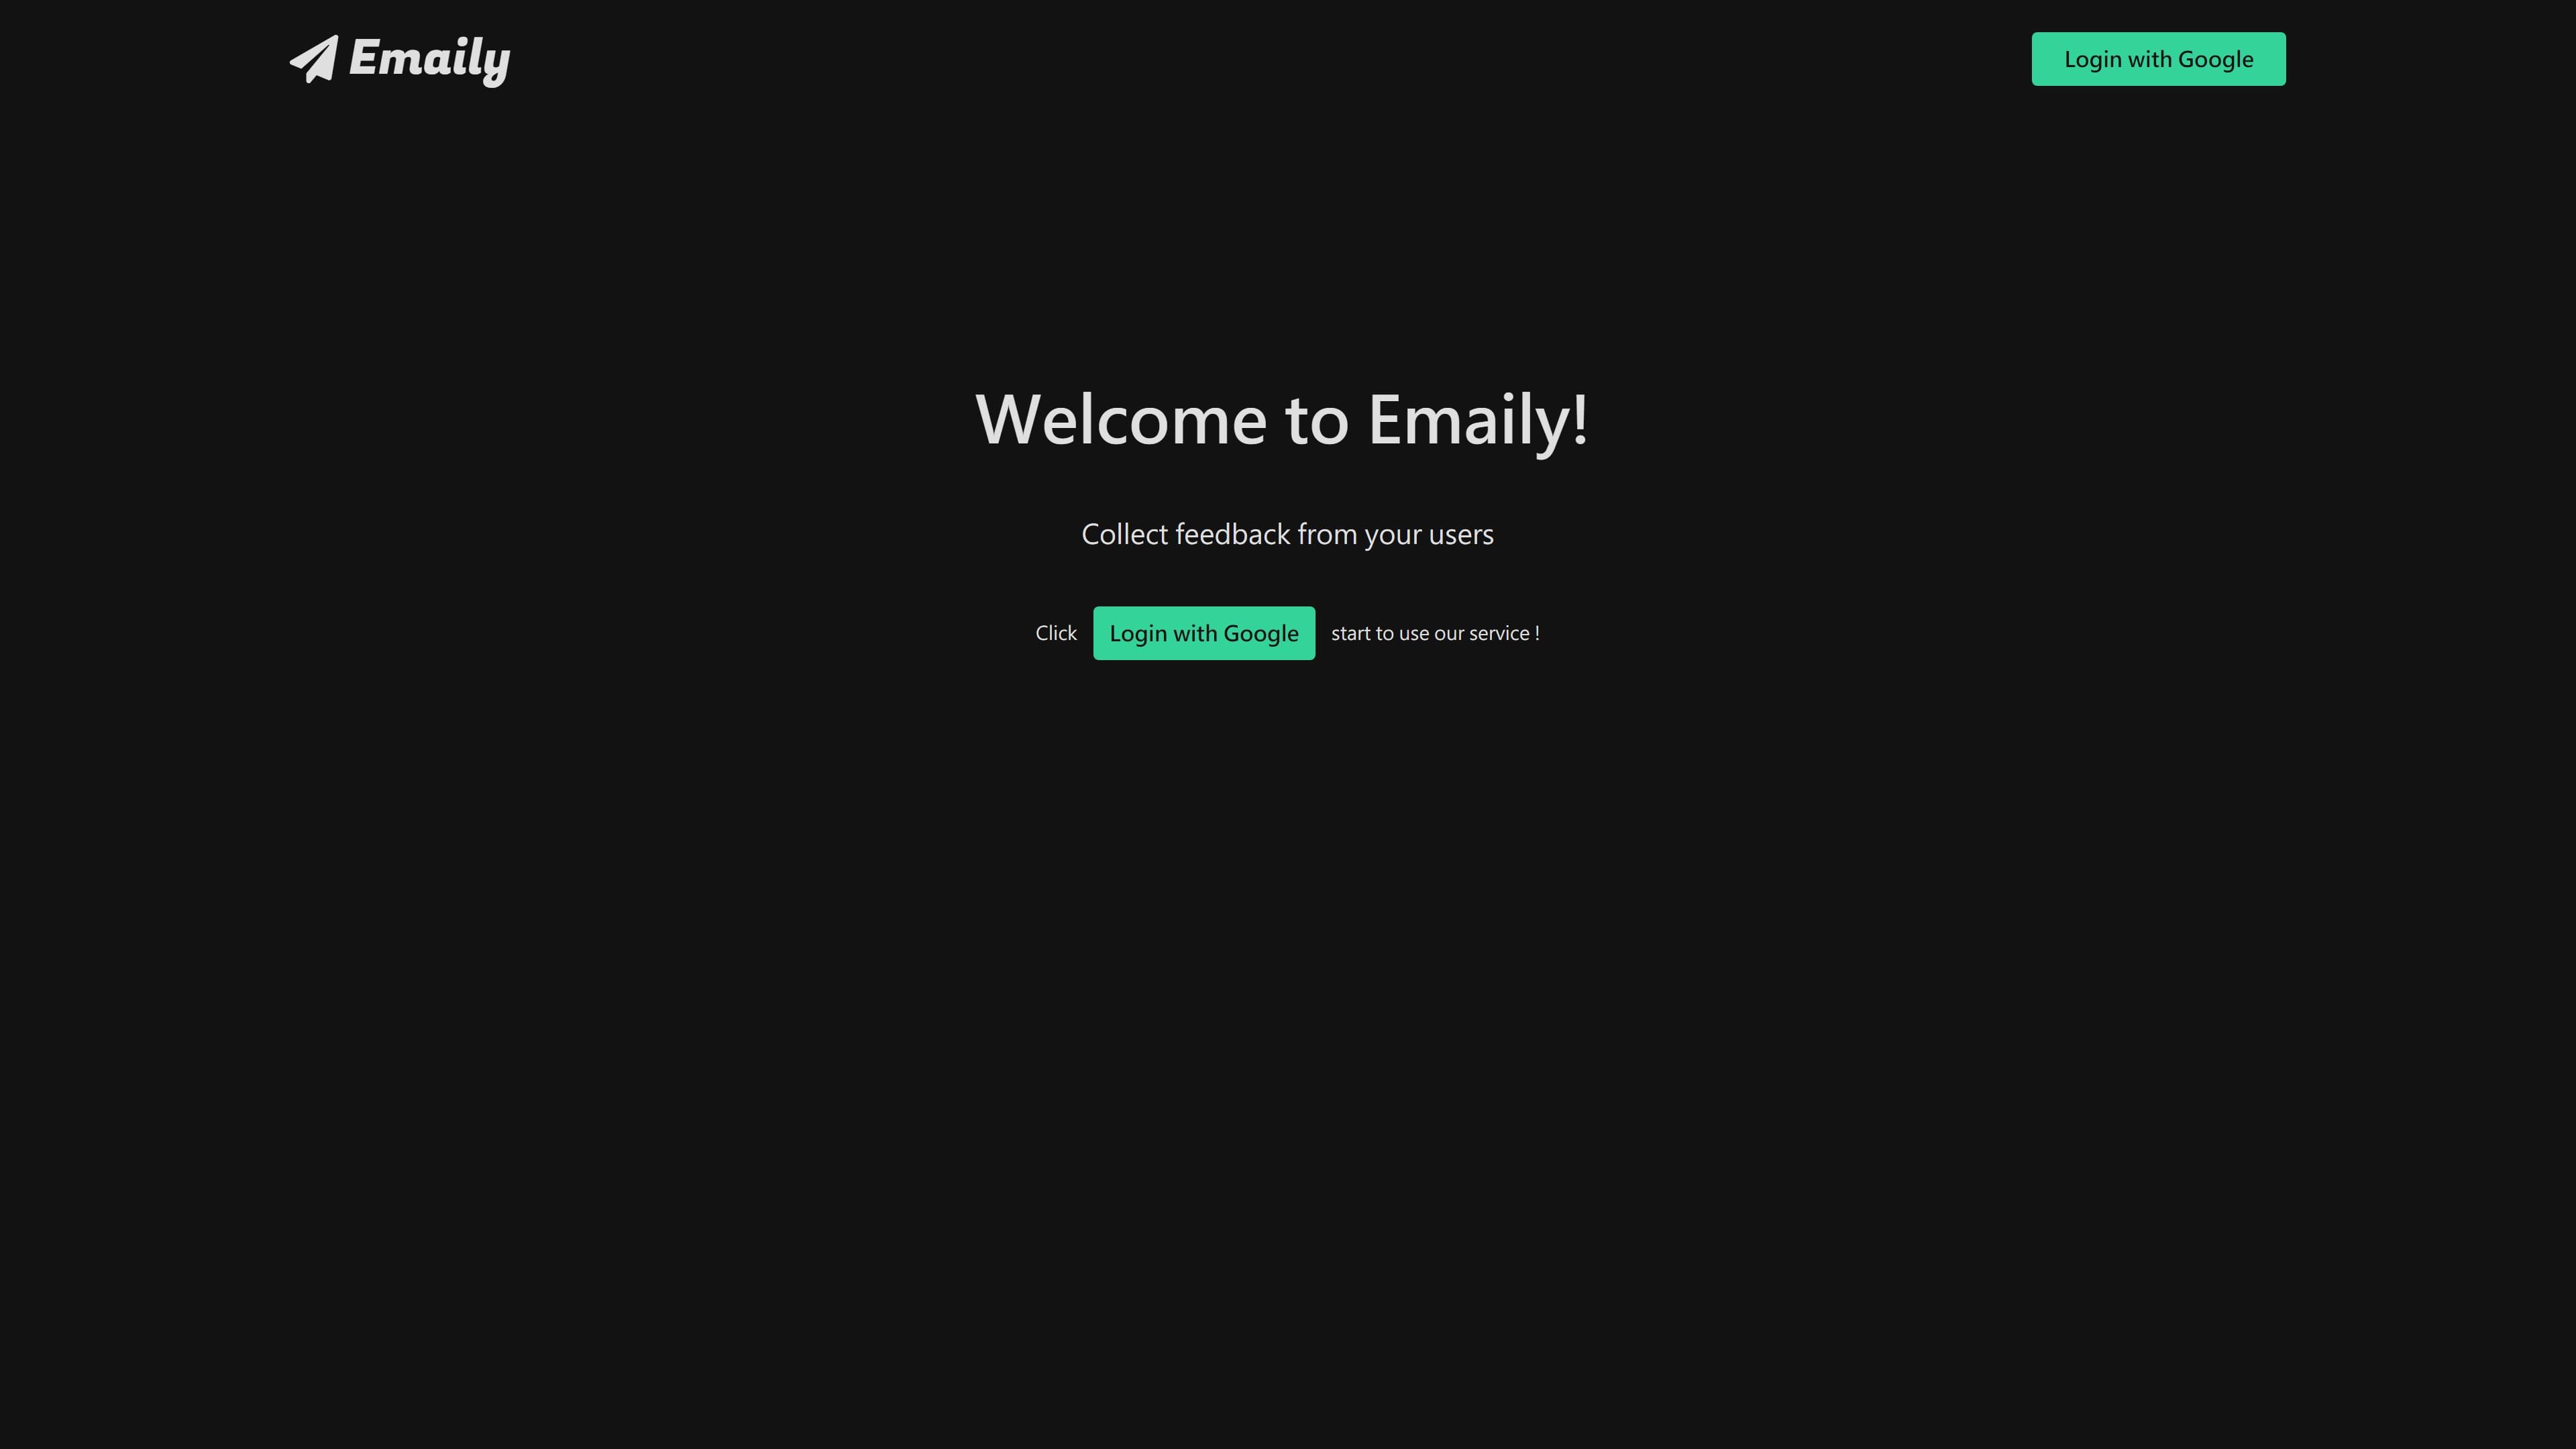 Emaily
Login with Google
Welcome to Emaily!
Collect feedback from your users
Click Login with Google start to use our service !